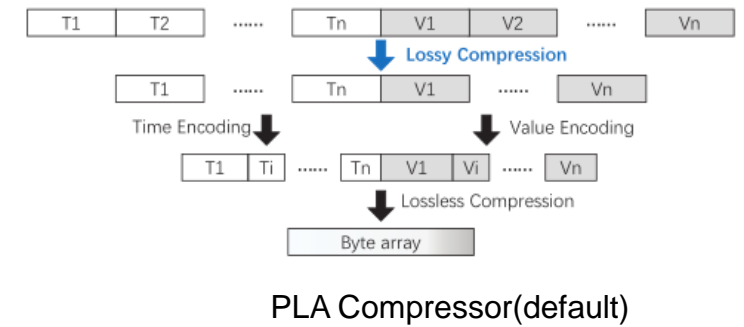 T1 T2 ...... Tn V1 V2 ...... Vn
Lossy Compression
T1 ...... Tn V1 ...... Vn
Time Encoding Value Encoding
T1 Ti ...... Tn V1 Vi ...... Vn
Lossless Compression
Byte array
PLA Compressor(default)